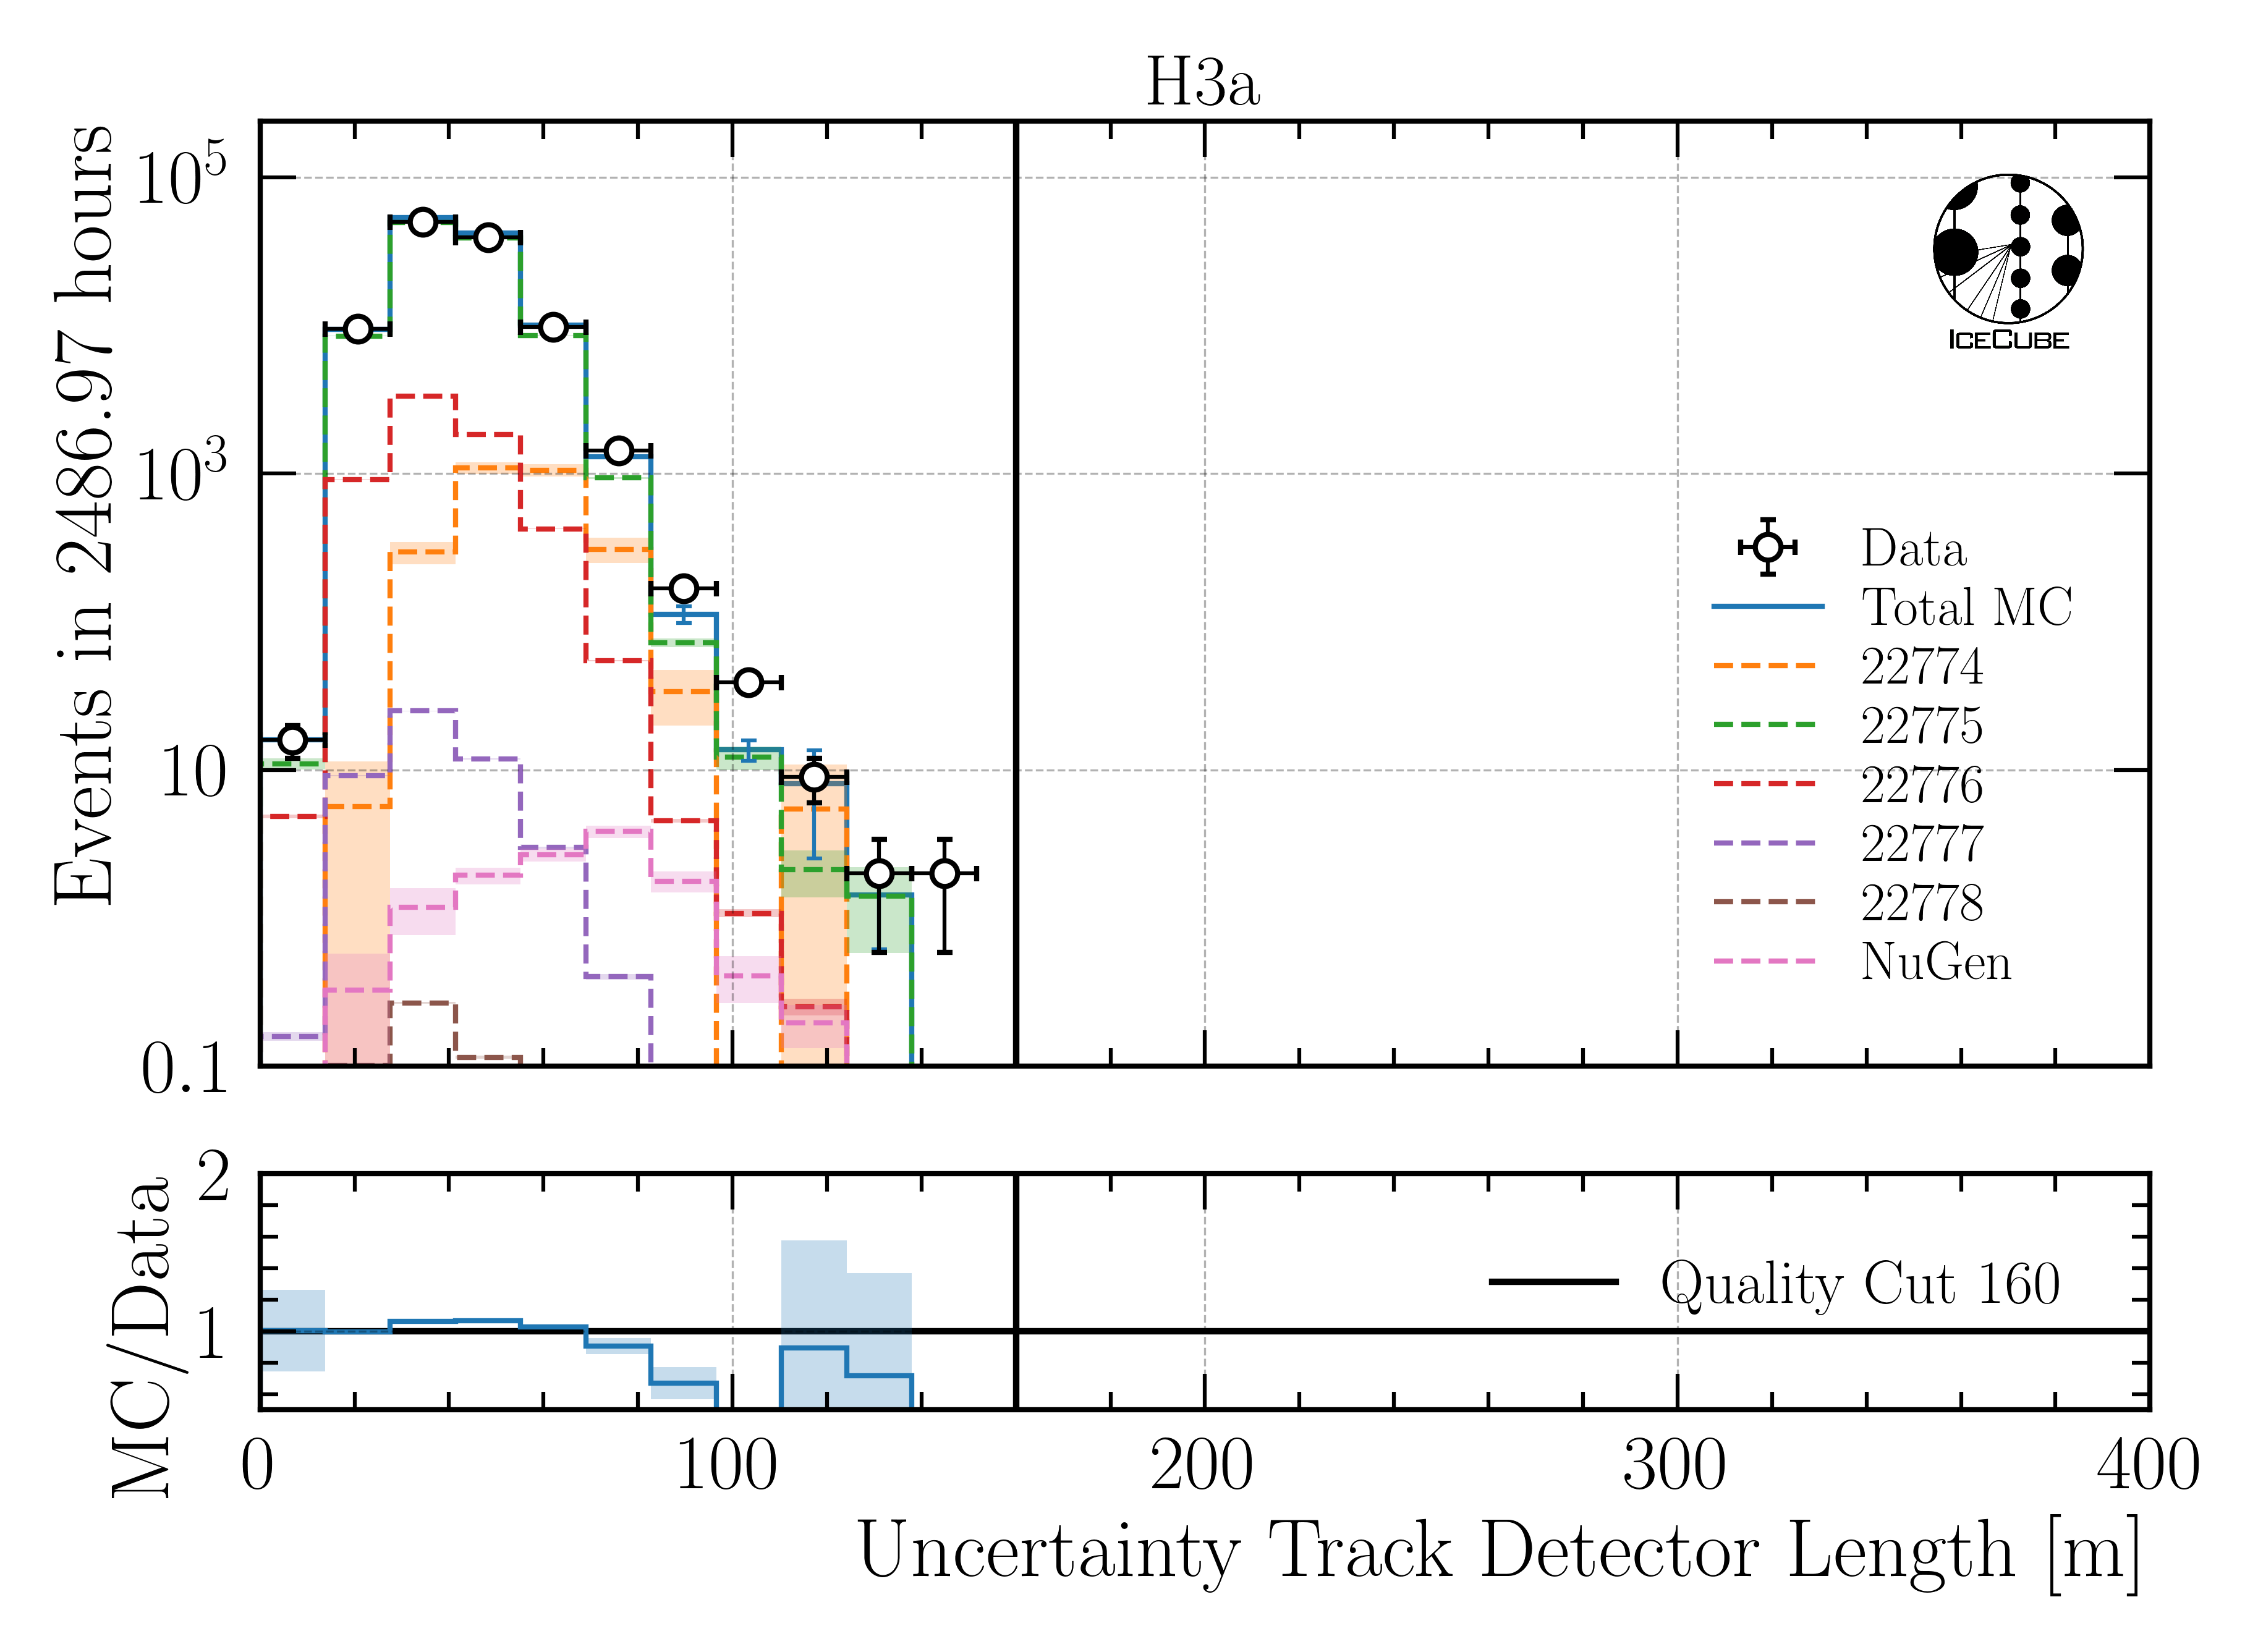 H3a
Events in 2486.97 hours
10^5
10^3
10
0.1
ICECUBE
Data
Total MC
22774
22775
22776
22777
22778
NuGen
MC/Data
2
1
Quality Cut 160
0 100 200 300 400
Uncertainty Track Detector Length [m]